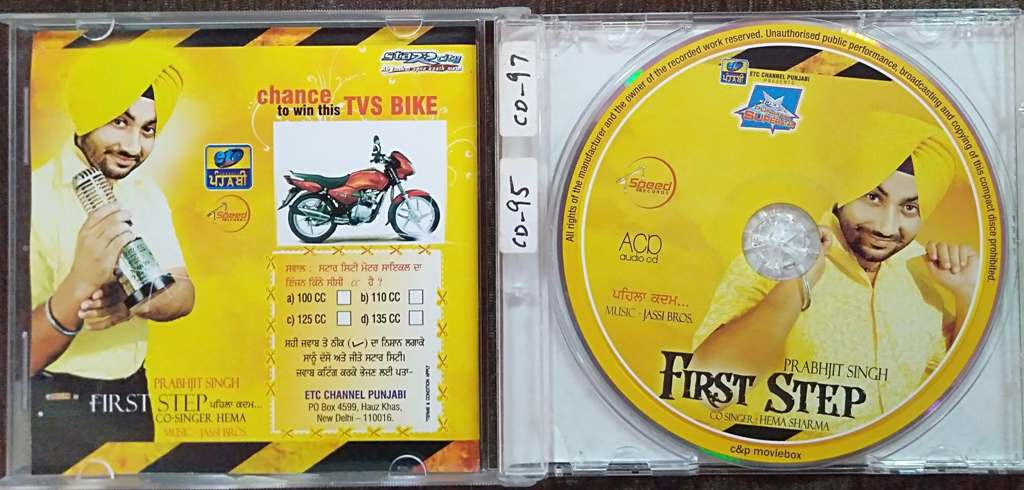 chance
to win this TVS BIKE
etc
ਪੰਜਾਬੀ
Speed
RECORDS
ਸਵਾਲ : ਸਟਾਰ ਸਿਟੀ ਮੋਟਰ ਸਾਇਕਲ ਦਾ
ਇੰਜਨ ਕਿੰਨੇ ਸੀਸੀ cc ਹੈ ?
a) 100 CC b) 110 CC
c) 125 CC d) 135 CC
ਸਹੀ ਜਵਾਬ ਤੇ ਠੀਕ (✓) ਦਾ ਨਿਸ਼ਾਨ ਲਗਾਕੇ
ਸਾਨੂੰ ਦੱਸੋ ਅਤੇ ਜੀਤੋ ਸਟਾਰ ਸਿਟੀ।
ਜਵਾਬ ਕਟਿੰਗ ਕਰਕੇ ਭੇਜਣ ਲਈ ਪਤਾ-
ETC CHANNEL PUNJABI
PO Box 4599, Hauz Khas,
New Delhi – 110016.
PRABHJIT SINGH
FIRST STEP ਪਹਿਲਾ ਕਦਮ...
CO-SINGER HEMA
MUSIC - JASSI BROS.
CD-97
CD-95
All rights of the manufacturer and the owner of the recorded work reserved. Unauthorised public performance, broadcasting and copying of this compact disce prohibited.
ਪੰਜਾਬੀ
ETC CHANNEL PUNJABI
PRESENTS
Speed
RECORDS
ACD
audio cd
ਪਹਿਲਾ ਕਦਮ...
MUSIC - JASSI BROS.
PRABHJIT SINGH
FIRST STEP
CO SINGER : HEMA SHARMA
c&p moviebox